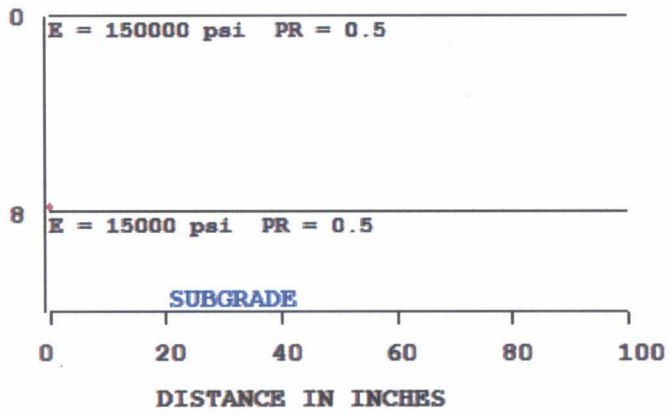 0
E = 150000 psi PR = 0.5
8
E = 15000 psi PR = 0.5
SUBGRADE
0 20 40 60 80 100
DISTANCE IN INCHES